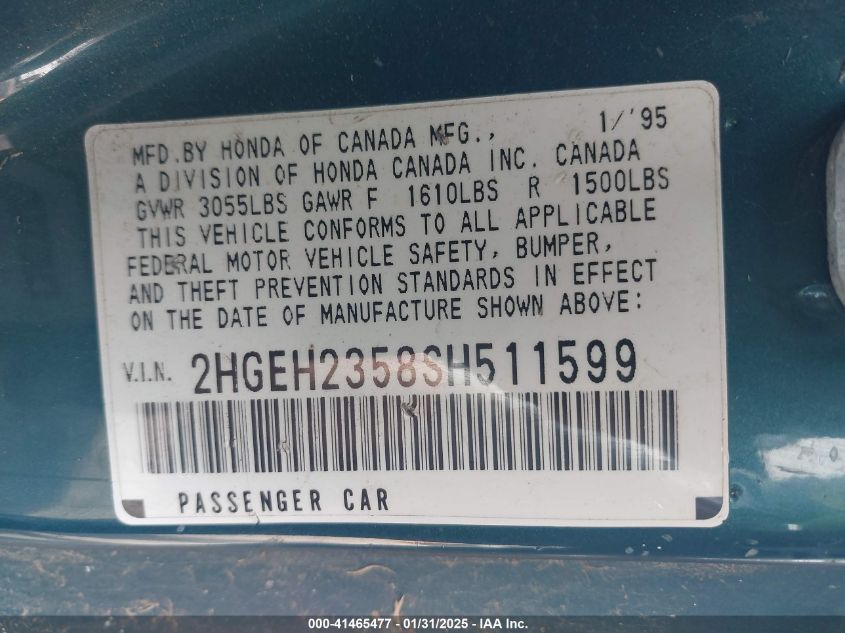 1/'95
MFD.BY HONDA OF CANADA MFG.,
A DIVISION OF HONDA CANADA INC. CANADA
GVWR 3055LBS GAWR F 1610LBS R 1500LBS
THIS VEHICLE CONFORMS TO ALL APPLICABLE
FEDERAL MOTOR VEHICLE SAFETY, BUMPER,
AND THEFT PREVENTION STANDARDS IN EFFECT
ON THE DATE OF MANUFACTURE SHOWN ABOVE:
V.I.N. 2HGEH2358SH511599
PASSENGER CAR
000-41465477 - 01/31/2025 - IAA Inc.